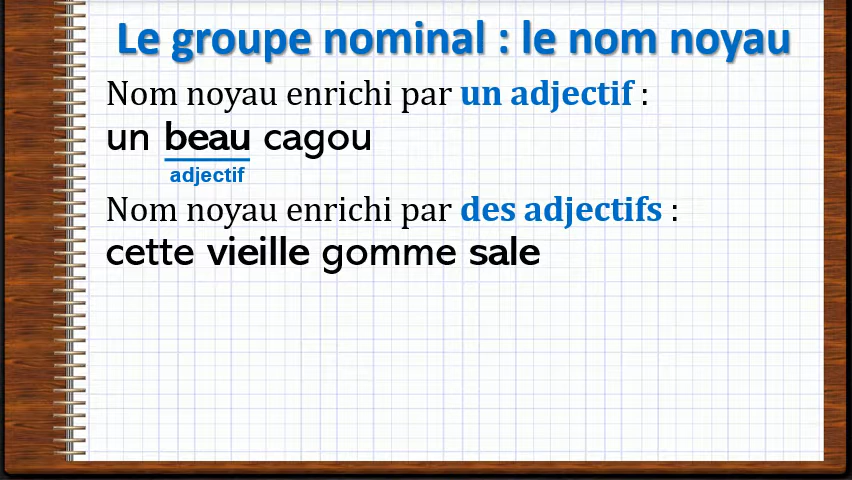 Le groupe nominal : le nom noyau
Nom noyau enrichi par un adjectif :
un beau cagou
adjectif
Nom noyau enrichi par des adjectifs :
cette vieille gomme sale